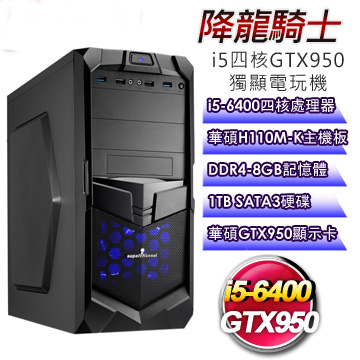 降龍騎士
i5四核GTX950
獨顯電玩機
i5-6400四核處理器
華碩H110M-K主機板
DDR4-8GB記憶體
1TB SATA3硬碟
華碩GTX950顯示卡
i5-6400
GTX950